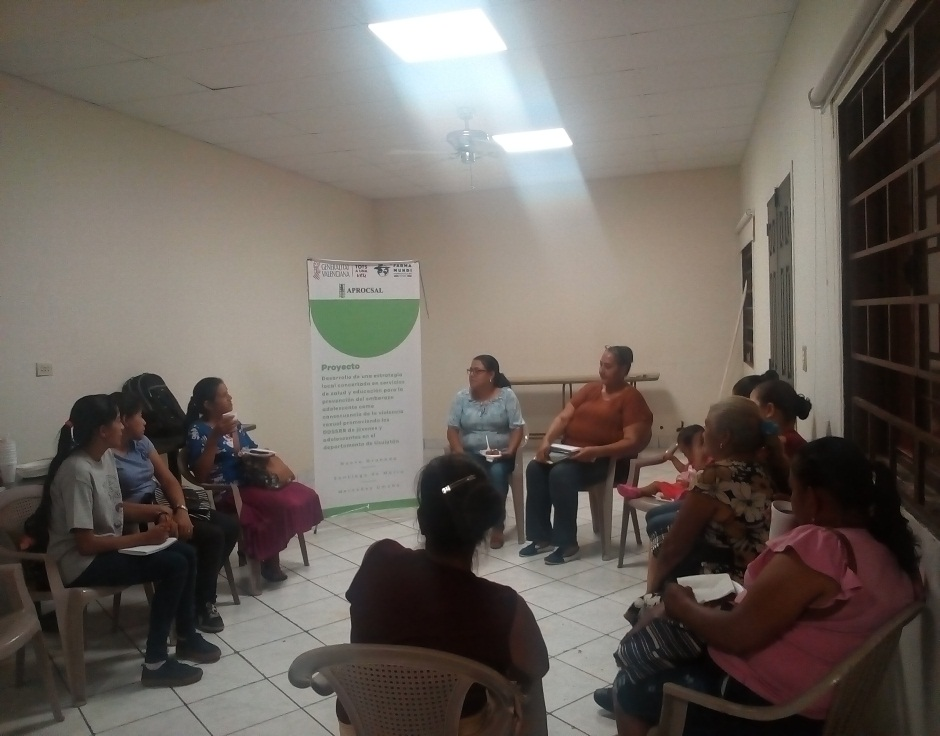 GENERALITAT
VALENCIANA
TOTS
A UNA
VEU
FARMA
MUNDI
APROCSAL
Proyecto
Desarrollo de una estrategia
local concertada en servicios
de salud y educación para la
prevención del embarazo
adolescente como
consecuencia de la violencia
sexual promoviendo los
DDSSRR de jóvenes y
adolescentes en el
departamento de Usulután
Nueva Granada
Santiago de María
Mercedes Umaña